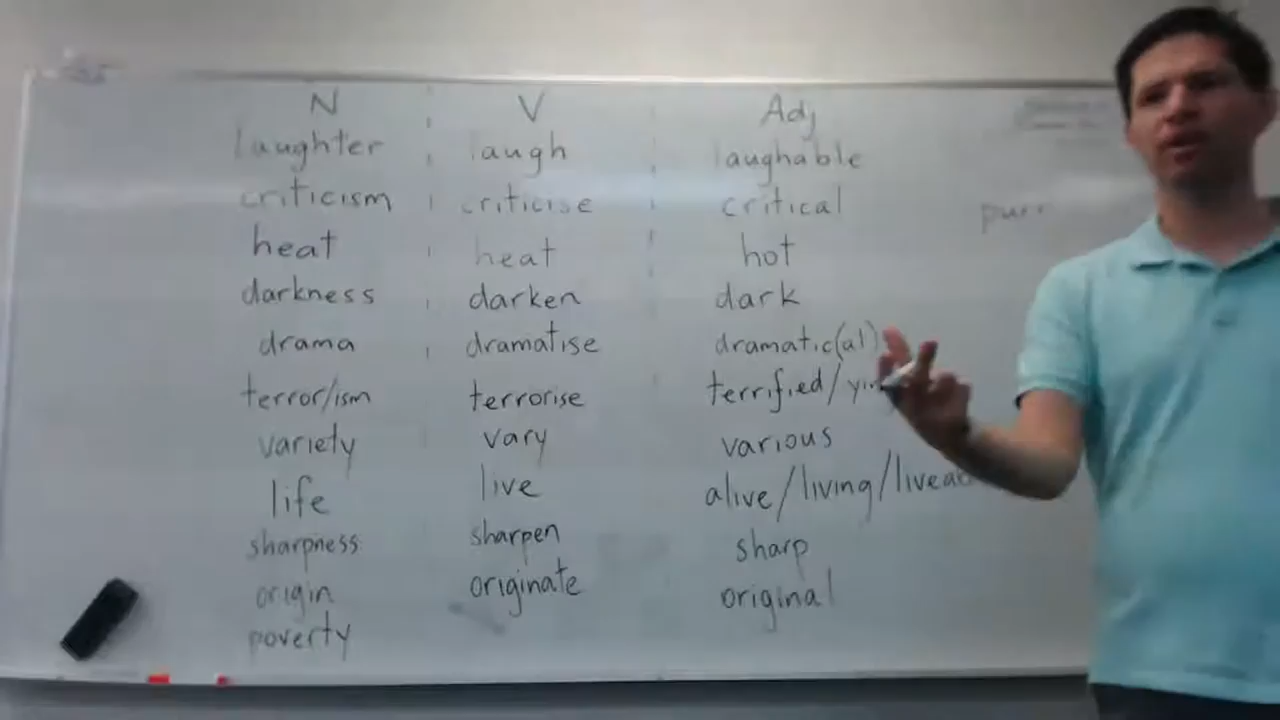 N V Adj
laughter laugh laughable
criticism criticise critical
purr
heat heat hot
darkness darken dark
drama dramatise dramatic(al)
terror/ism terrorise terrified/
variety vary various
life live alive/living/
sharpness sharpen sharp
origin originate original
poverty